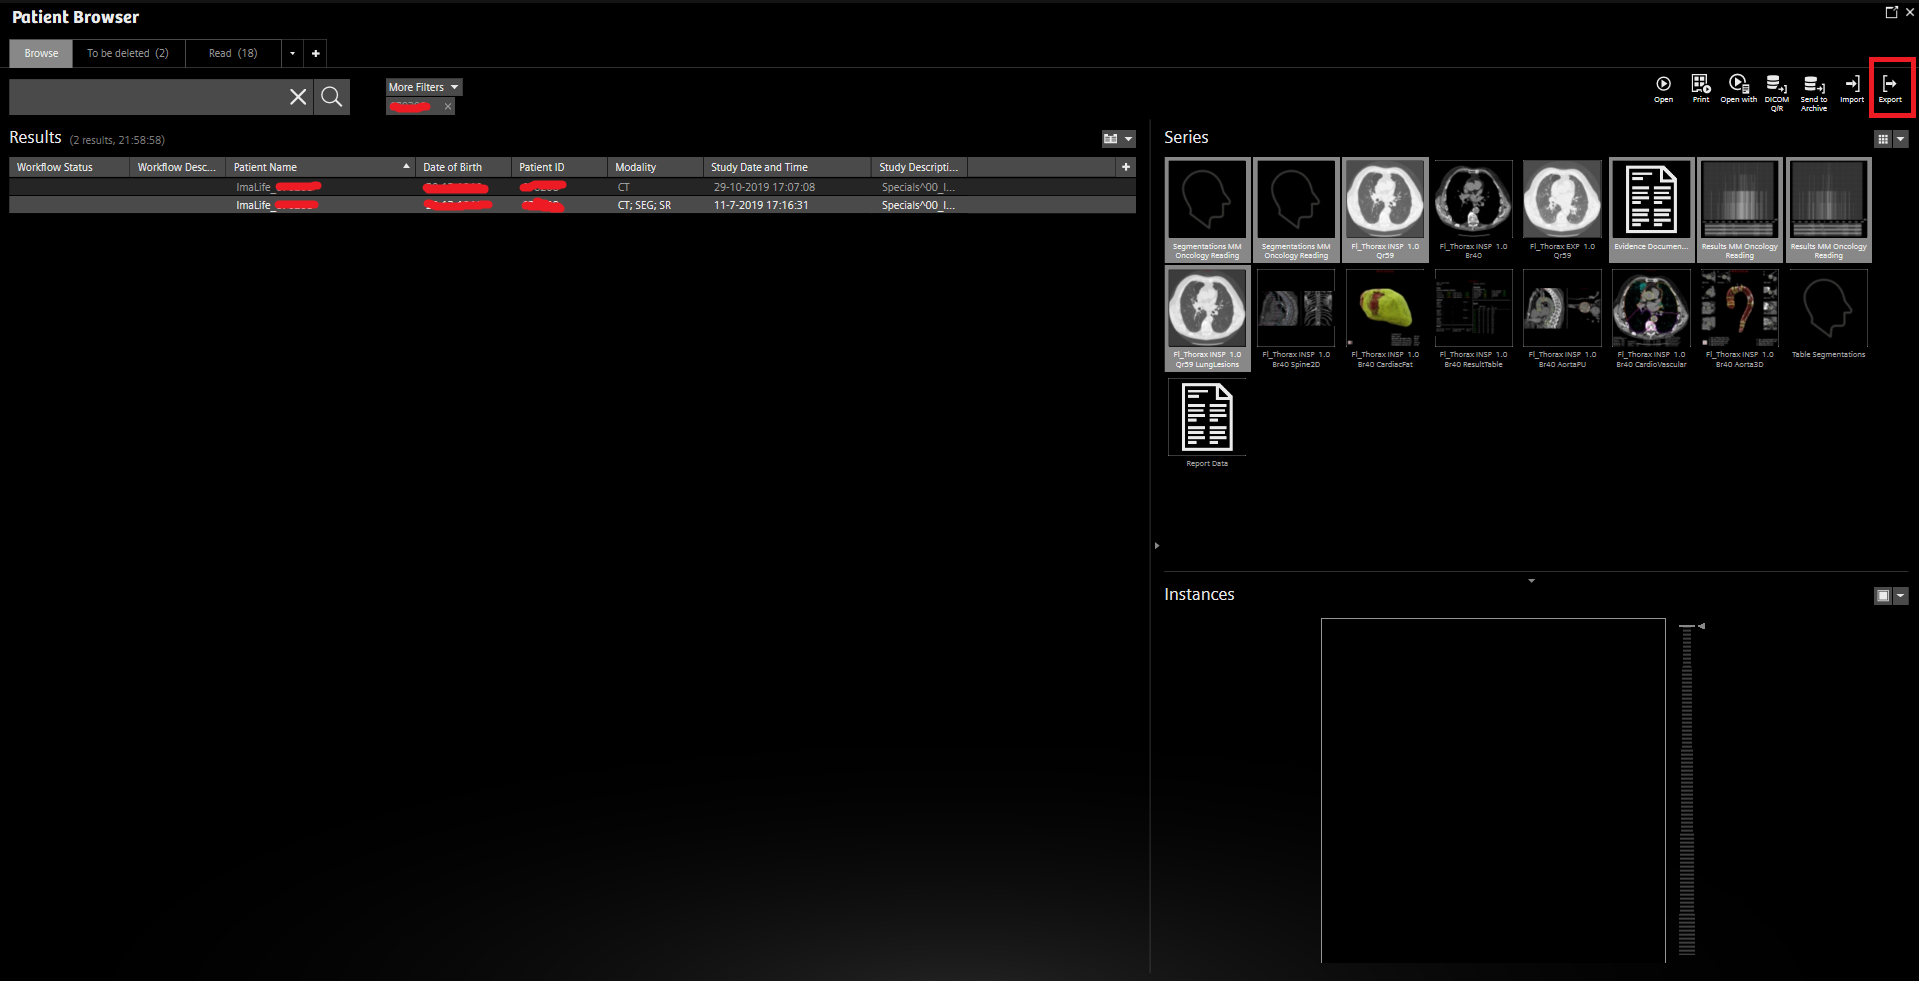 Patient Browser
Browse
To be deleted (2)
Read (18)
More Filters
Open
Print
Open with
DICOM Q/R
Send to Archive
Import
Export
Results (2 results, 21:58:58)
Workflow Status Workflow Desc... Patient Name Date of Birth Patient ID Modality Study Date and Time Study Descripti...
ImaLife_ CT 29-10-2019 17:07:08 Specials^00_I...
ImaLife_ CT; SEG; SR 11-7-2019 17:16:31 Specials^00_I...
Series
Segmentations MM
Oncology Reading
Segmentations MM
Oncology Reading
Fl_Thorax INSP 1.0
Qr59
Fl_Thorax INSP 1.0
Br40
Fl_Thorax EXP 1.0
Qr59
Evidence Documen...
Results MM Oncology
Reading
Results MM Oncology
Reading
Fl_Thorax INSP 1.0
Qr59 LungLesions
Fl_Thorax INSP 1.0
Br40 Spine2D
Fl_Thorax INSP 1.0
Br40 CardiacFat
Fl_Thorax INSP 1.0
Br40 ResultTable
Fl_Thorax INSP 1.0
Br40 AortaPU
Fl_Thorax INSP 1.0
Br40 CardioVascular
Fl_Thorax INSP 1.0
Br40 Aorta3D
Table Segmentations
Report Data
Instances